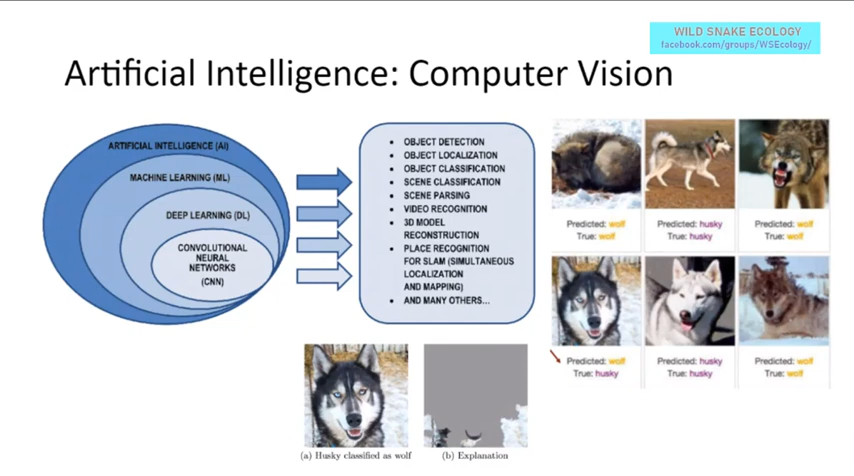 WILD SNAKE ECOLOGY
facebook.com/groups/WSEcology/
Artificial Intelligence: Computer Vision
ARTIFICIAL INTELLIGENCE (AI)
MACHINE LEARNING (ML)
DEEP LEARNING (DL)
CONVOLUTIONAL
NEURAL
NETWORKS
(CNN)
• OBJECT DETECTION
• OBJECT LOCALIZATION
• OBJECT CLASSIFICATION
• SCENE CLASSIFICATION
• SCENE PARSING
• VIDEO RECOGNITION
• 3D MODEL
RECONSTRUCTION
• PLACE RECOGNITION
FOR SLAM (SIMULTANEOUS
LOCALIZATION
AND MAPPING)
• AND MANY OTHERS...
Predicted: wolf
True: wolf
Predicted: husky
True: husky
Predicted: wolf
True: wolf
Predicted: wolf
True: husky
Predicted: husky
True: husky
Predicted: wolf
True: wolf
(a) Husky classified as wolf
(b) Explanation